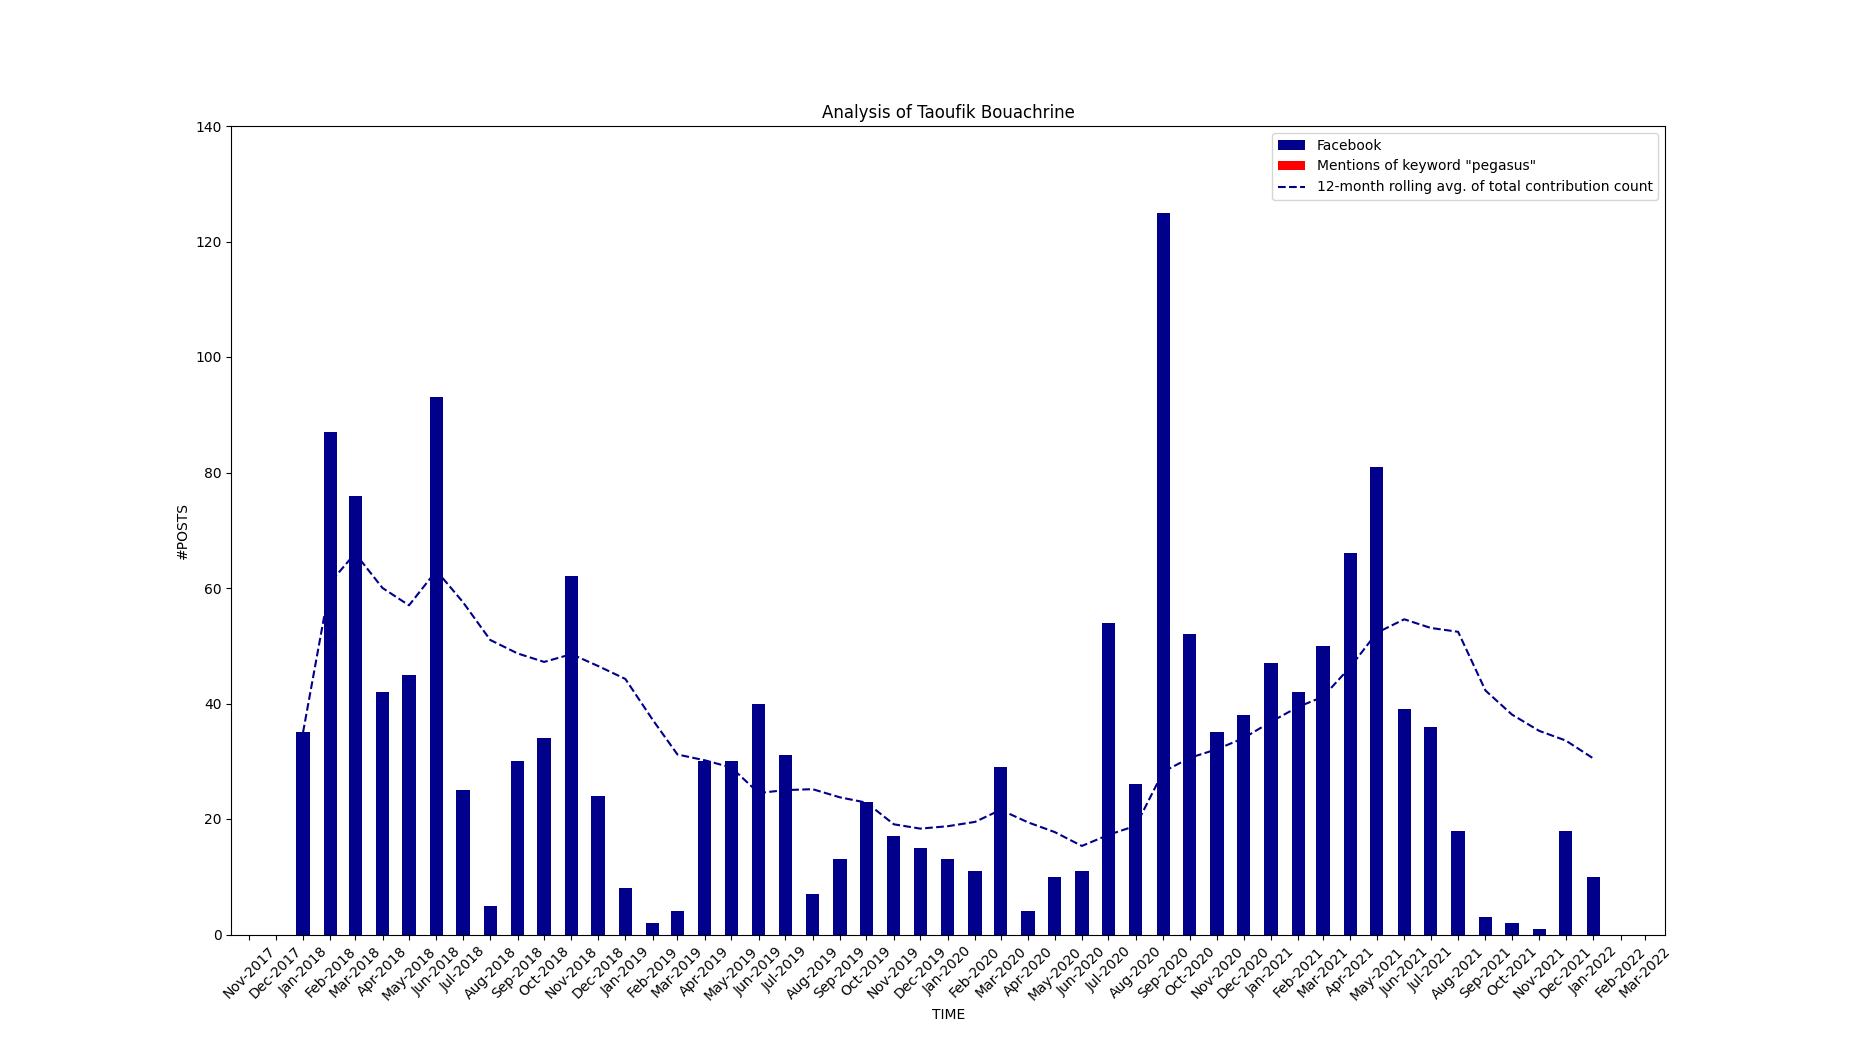 Analysis of Taoufik Bouachrine
Facebook
Mentions of keyword "pegasus"
12-month rolling avg. of total contribution count
#POSTS
140
120
100
80
60
40
20
0
Nov-2017
Dec-2017
Jan-2018
Feb-2018
Mar-2018
Apr-2018
May-2018
Jun-2018
Jul-2018
Aug-2018
Sep-2018
Oct-2018
Nov-2018
Dec-2018
Jan-2019
Feb-2019
Mar-2019
Apr-2019
May-2019
Jun-2019
Jul-2019
Aug-2019
Sep-2019
Oct-2019
Nov-2019
Dec-2019
Jan-2020
Feb-2020
Mar-2020
Apr-2020
May-2020
Jun-2020
Jul-2020
Aug-2020
Sep-2020
Oct-2020
Nov-2020
Dec-2020
Jan-2021
Feb-2021
Mar-2021
Apr-2021
May-2021
Jun-2021
Jul-2021
Aug-2021
Sep-2021
Oct-2021
Nov-2021
Dec-2021
Jan-2022
Feb-2022
Mar-2022
TIME